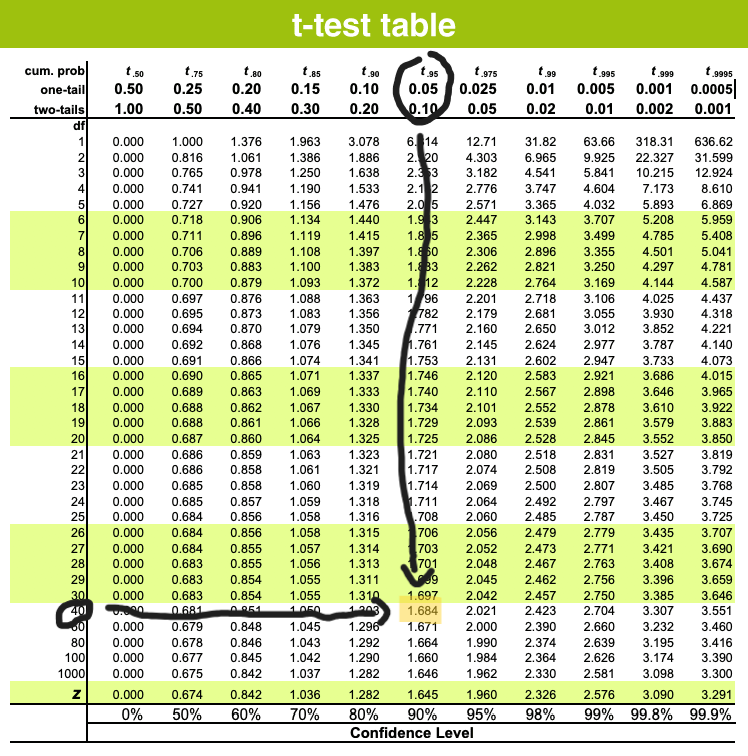 t-test table
cum. prob t .50 t .75 t .80 t .85 t .90 t .95 t .975 t .99 t .995 t .999 t .9995
one-tail 0.50 0.25 0.20 0.15 0.10 0.05 0.025 0.01 0.005 0.001 0.0005
two-tails 1.00 0.50 0.40 0.30 0.20 0.10 0.05 0.02 0.01 0.002 0.001
df
1 0.000 1.000 1.376 1.963 3.078 12.71 31.82 63.66 318.31 636.62
2 0.000 0.816 1.061 1.386 1.886 4.303 6.965 9.925 22.327 31.599
3 0.000 0.765 0.978 1.250 1.638 3.182 4.541 5.841 10.215 12.924
4 0.000 0.741 0.941 1.190 1.533 2.776 3.747 4.604 7.173 8.610
5 0.000 0.727 0.920 1.156 1.476 2.571 3.365 4.032 5.893 6.869
6 0.000 0.718 0.906 1.134 1.440 2.447 3.143 3.707 5.208 5.959
7 0.000 0.711 0.896 1.119 1.415 2.365 2.998 3.499 4.785 5.408
8 0.000 0.706 0.889 1.108 1.397 2.306 2.896 3.355 4.501 5.041
9 0.000 0.703 0.883 1.100 1.383 2.262 2.821 3.250 4.297 4.781
10 0.000 0.700 0.879 1.093 1.372 2.228 2.764 3.169 4.144 4.587
11 0.000 0.697 0.876 1.088 1.363 2.201 2.718 3.106 4.025 4.437
12 0.000 0.695 0.873 1.083 1.356 1.782 2.179 2.681 3.055 3.930 4.318
13 0.000 0.694 0.870 1.079 1.350 1.771 2.160 2.650 3.012 3.852 4.221
14 0.000 0.692 0.868 1.076 1.345 1.761 2.145 2.624 2.977 3.787 4.140
15 0.000 0.691 0.866 1.074 1.341 1.753 2.131 2.602 2.947 3.733 4.073
16 0.000 0.690 0.865 1.071 1.337 1.746 2.120 2.583 2.921 3.686 4.015
17 0.000 0.689 0.863 1.069 1.333 1.740 2.110 2.567 2.898 3.646 3.965
18 0.000 0.688 0.862 1.067 1.330 1.734 2.101 2.552 2.878 3.610 3.922
19 0.000 0.688 0.861 1.066 1.328 1.729 2.093 2.539 2.861 3.579 3.883
20 0.000 0.687 0.860 1.064 1.325 1.725 2.086 2.528 2.845 3.552 3.850
21 0.000 0.686 0.859 1.063 1.323 1.721 2.080 2.518 2.831 3.527 3.819
22 0.000 0.686 0.858 1.061 1.321 1.717 2.074 2.508 2.819 3.505 3.792
23 0.000 0.685 0.858 1.060 1.319 1.714 2.069 2.500 2.807 3.485 3.768
24 0.000 0.685 0.857 1.059 1.318 1.711 2.064 2.492 2.797 3.467 3.745
25 0.000 0.684 0.856 1.058 1.316 1.708 2.060 2.485 2.787 3.450 3.725
26 0.000 0.684 0.856 1.058 1.315 1.706 2.056 2.479 2.779 3.435 3.707
27 0.000 0.684 0.855 1.057 1.314 1.703 2.052 2.473 2.771 3.421 3.690
28 0.000 0.683 0.855 1.056 1.313 1.701 2.048 2.467 2.763 3.408 3.674
29 0.000 0.683 0.854 1.055 1.311 2.045 2.462 2.756 3.396 3.659
30 0.000 0.683 0.854 1.055 1.310 1.697 2.042 2.457 2.750 3.385 3.646
40 0.681 0.851 1.050 1.303 1.684 2.021 2.423 2.704 3.307 3.551
60 0.000 0.679 0.848 1.045 1.296 1.671 2.000 2.390 2.660 3.232 3.460
80 0.000 0.678 0.846 1.043 1.292 1.664 1.990 2.374 2.639 3.195 3.416
100 0.000 0.677 0.845 1.042 1.290 1.660 1.984 2.364 2.626 3.174 3.390
1000 0.000 0.675 0.842 1.037 1.282 1.646 1.962 2.330 2.581 3.098 3.300
z 0.000 0.674 0.842 1.036 1.282 1.645 1.960 2.326 2.576 3.090 3.291
0% 50% 60% 70% 80% 90% 95% 98% 99% 99.8% 99.9%
Confidence Level